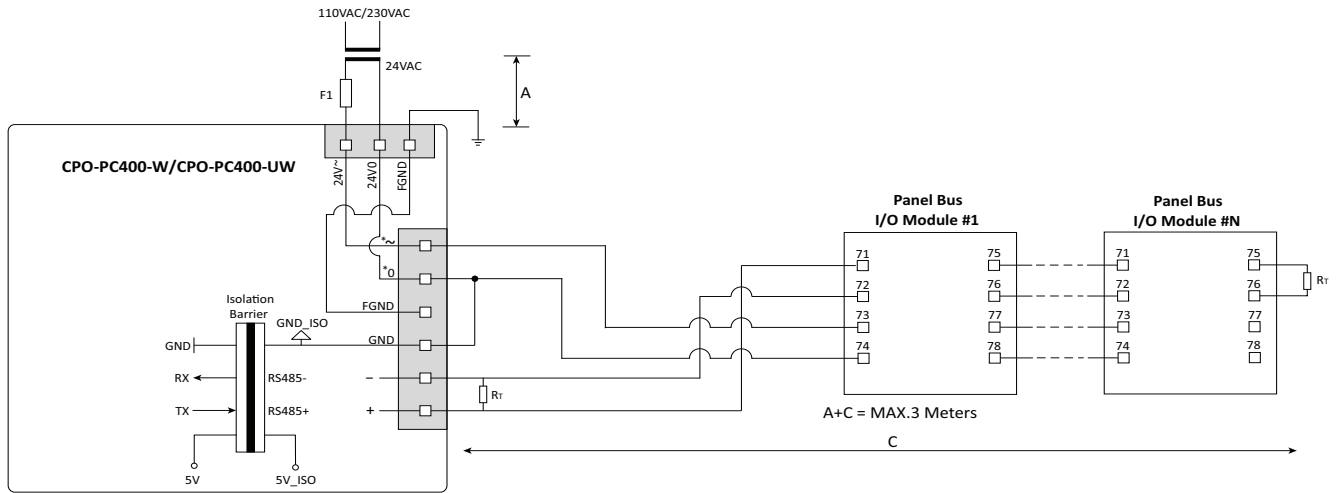 110VAC/230VAC
24VAC
F1
A
CPO-PC400-W/CPO-PC400-UW
24V~
24V0
FGND
*~
*0
FGND
GND
−
+
Isolation
Barrier
GND_ISO
GND
RX
RS485-
TX
RS485+
5V
5V_ISO
RT
Panel Bus
I/O Module #1
71 75
72 76
73 77
74 78
Panel Bus
I/O Module #N
71 75
72 76
73 77
74 78
RT
A+C = MAX.3 Meters
C